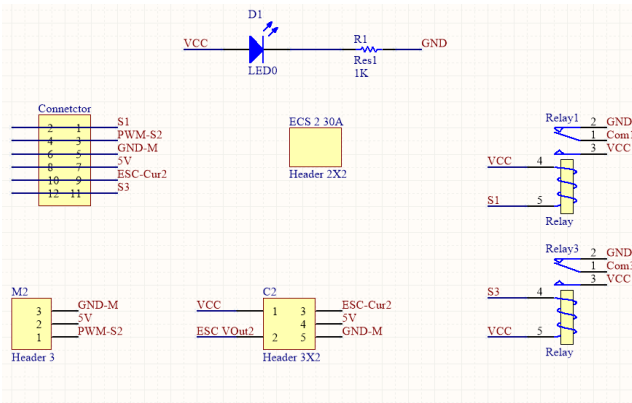 D1
VCC
GND
LED0
R1
Res1
1K
Connetctor
2 1 S1
4 3 PWM-S2
6 5 GND-M
8 7 5V
10 9 ESC-Cur2
12 11 S3
ECS 2 30A
Header 2X2
Relay1
2 GND
1 Com1
3 VCC
VCC 4
S1 5
Relay
Relay3
2 GND
1
3 VCC
S3 4
VCC 5
Relay
M2
3 GND-M
2 5V
1 PWM-S2
Header 3
C2
VCC 1 3 ESC-Cur2
4 5V
ESC VOut2 2 5 GND-M
Header 3X2